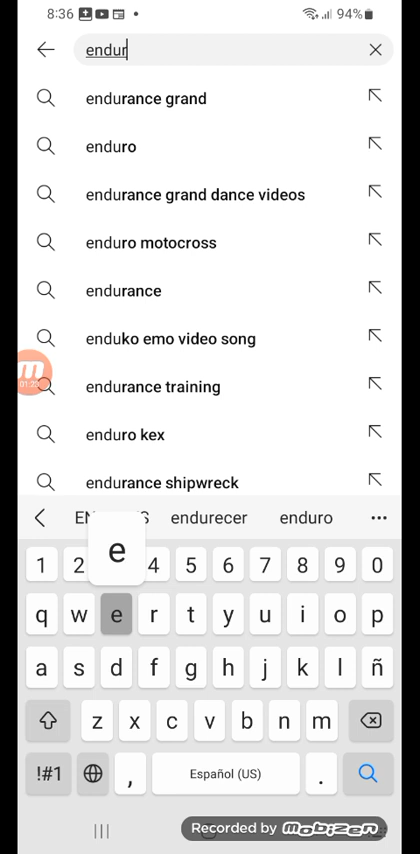 8:36 94%
endur
endurance grand
enduro
endurance grand dance videos
enduro motocross
endurance
enduko emo video song
01:23
endurance training
enduro kex
endurance shipwreck
endurecer enduro
e
1 2 4 5 6 7 8 9 0
q w e r t y u i o p
a s d f g h j k l ñ
z x c v b n m
!#1 , Español (US) .
Recorded by mobizen